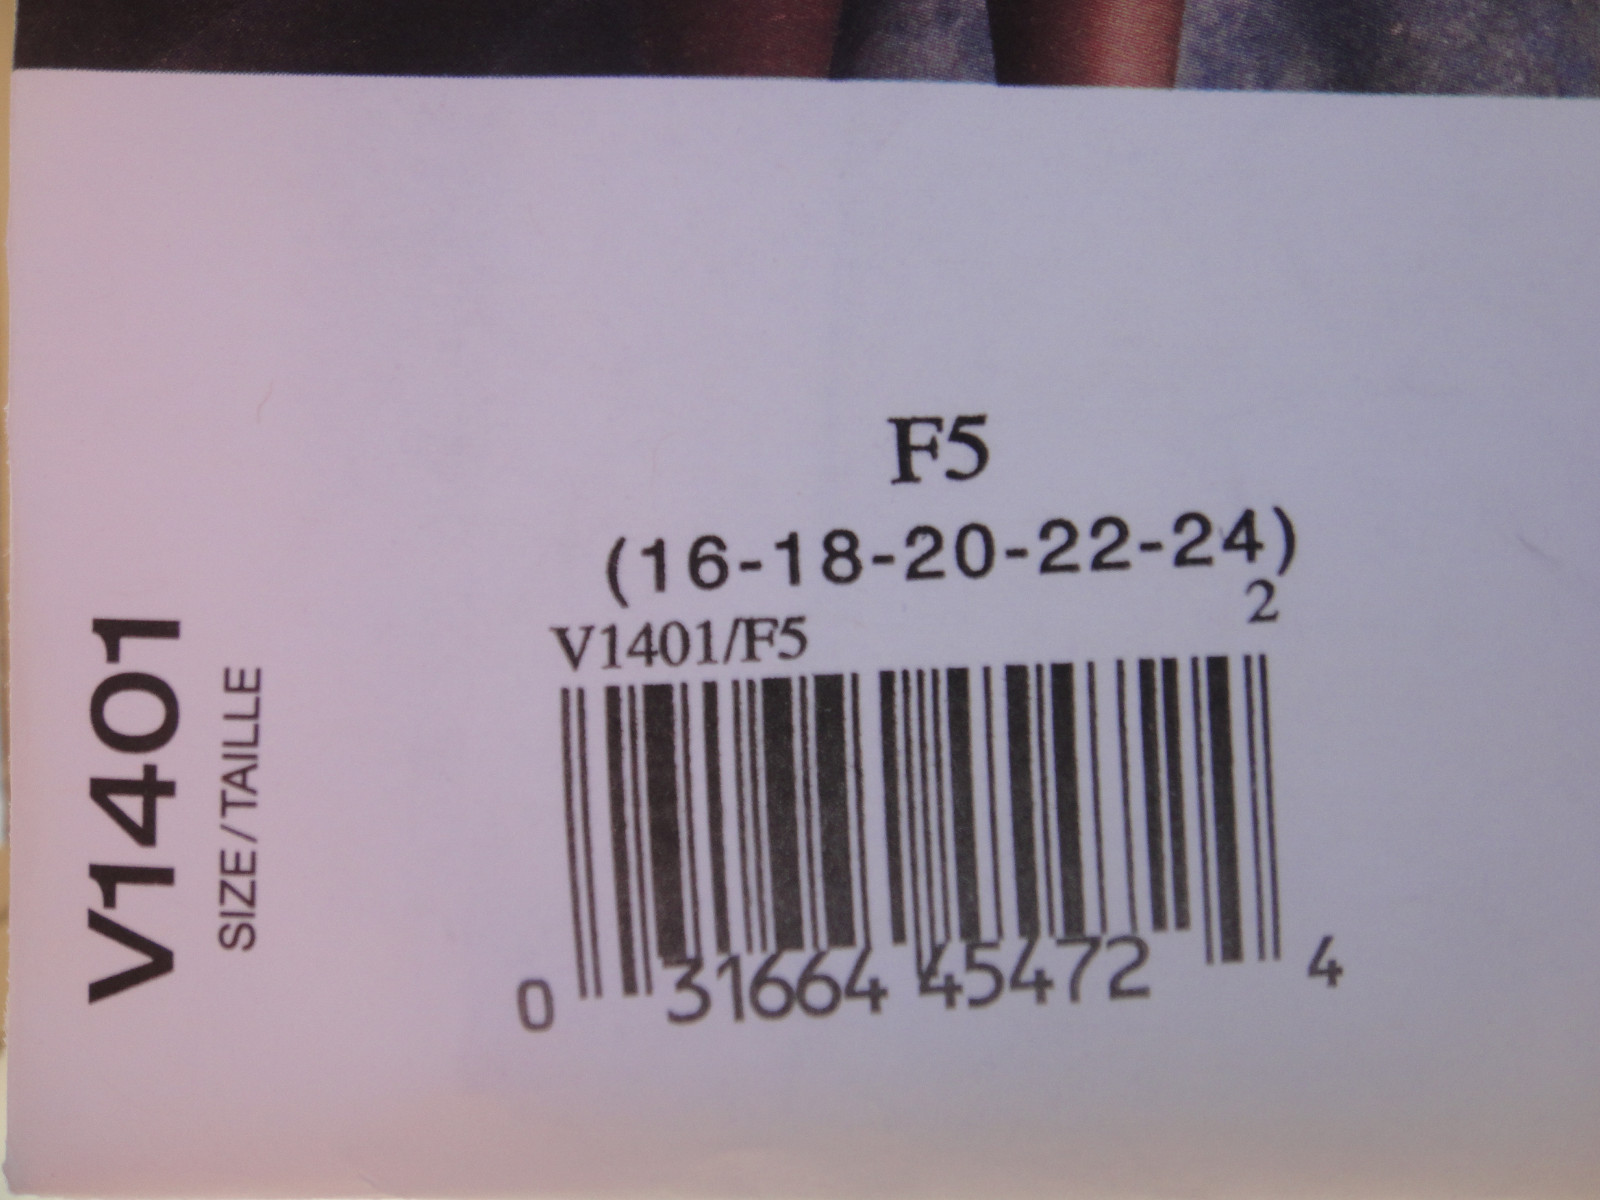 V1401
SIZE/TAILLE
F5
(16-18-20-22-24)
2
V1401/F5
0 31664 45472 4